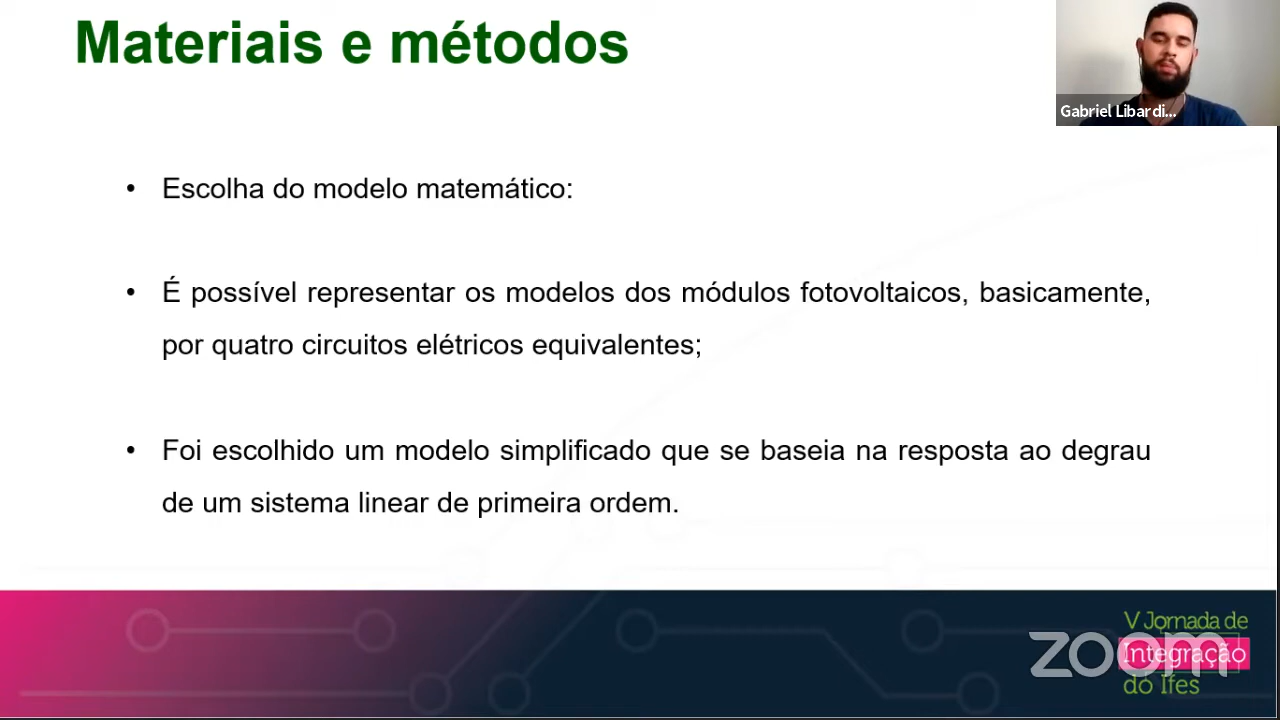 Materiais e métodos
Gabriel Libardi...
• Escolha do modelo matemático:
• É possível representar os modelos dos módulos fotovoltaicos, basicamente,
por quatro circuitos elétricos equivalentes;
• Foi escolhido um modelo simplificado que se baseia na resposta ao degrau
de um sistema linear de primeira ordem.
V Jornada de
Integração
do Ifes
zoom